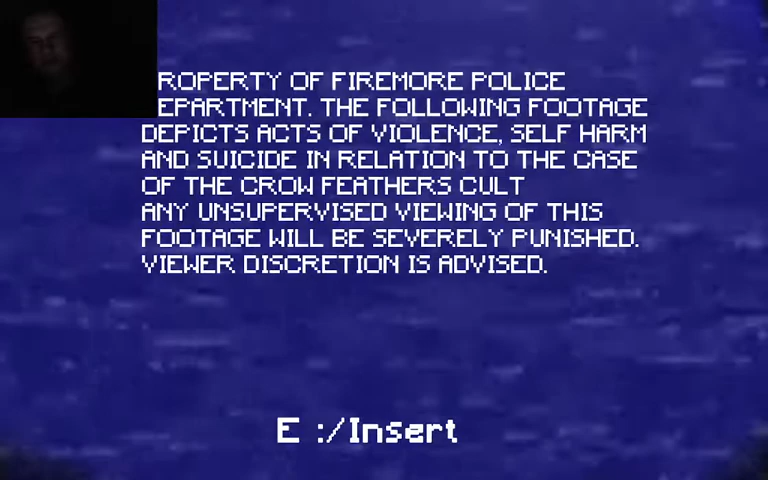 ROPERTY OF FIREMORE POLICE
EPARTMENT. THE FOLLOWING FOOTAGE
DEPICTS ACTS OF VIOLENCE, SELF HARM
AND SUICIDE IN RELATION TO THE CASE
OF THE CROW FEATHERS CULT
ANY UNSUPERVISED VIEWING OF THIS
FOOTAGE WILL BE SEVERELY PUNISHED.
VIEWER DISCRETION IS ADVISED.
E :/Insert